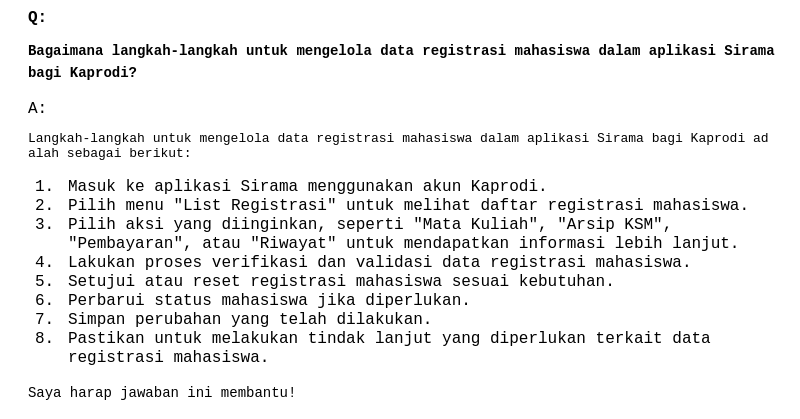 Q:
Bagaimana langkah-langkah untuk mengelola data registrasi mahasiswa dalam aplikasi Sirama
bagi Kaprodi?
A:
Langkah-langkah untuk mengelola data registrasi mahasiswa dalam aplikasi Sirama bagi Kaprodi ad
alah sebagai berikut:
1. Masuk ke aplikasi Sirama menggunakan akun Kaprodi.
2. Pilih menu "List Registrasi" untuk melihat daftar registrasi mahasiswa.
3. Pilih aksi yang diinginkan, seperti "Mata Kuliah", "Arsip KSM",
"Pembayaran", atau "Riwayat" untuk mendapatkan informasi lebih lanjut.
4. Lakukan proses verifikasi dan validasi data registrasi mahasiswa.
5. Setujui atau reset registrasi mahasiswa sesuai kebutuhan.
6. Perbarui status mahasiswa jika diperlukan.
7. Simpan perubahan yang telah dilakukan.
8. Pastikan untuk melakukan tindak lanjut yang diperlukan terkait data
registrasi mahasiswa.
Saya harap jawaban ini membantu!